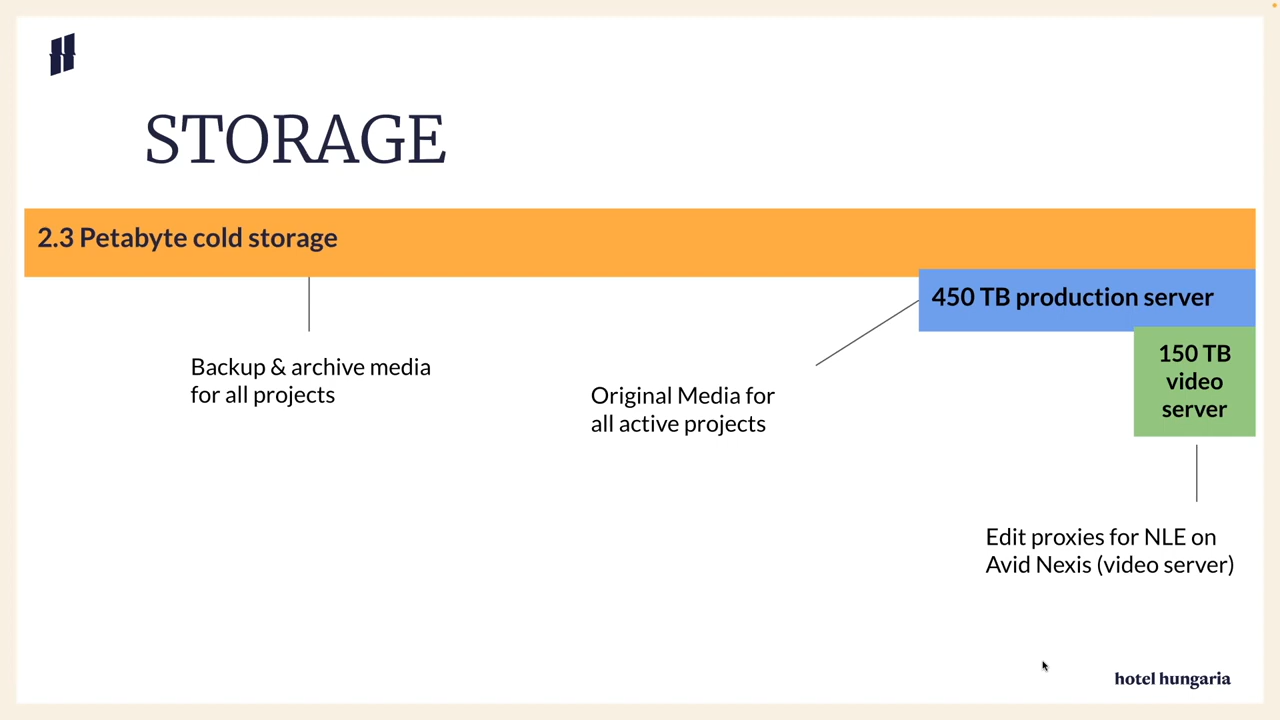 STORAGE
2.3 Petabyte cold storage
450 TB production server
150 TB
video
server
Backup & archive media
for all projects
Original Media for
all active projects
Edit proxies for NLE on
Avid Nexis (video server)
hotel hungaria